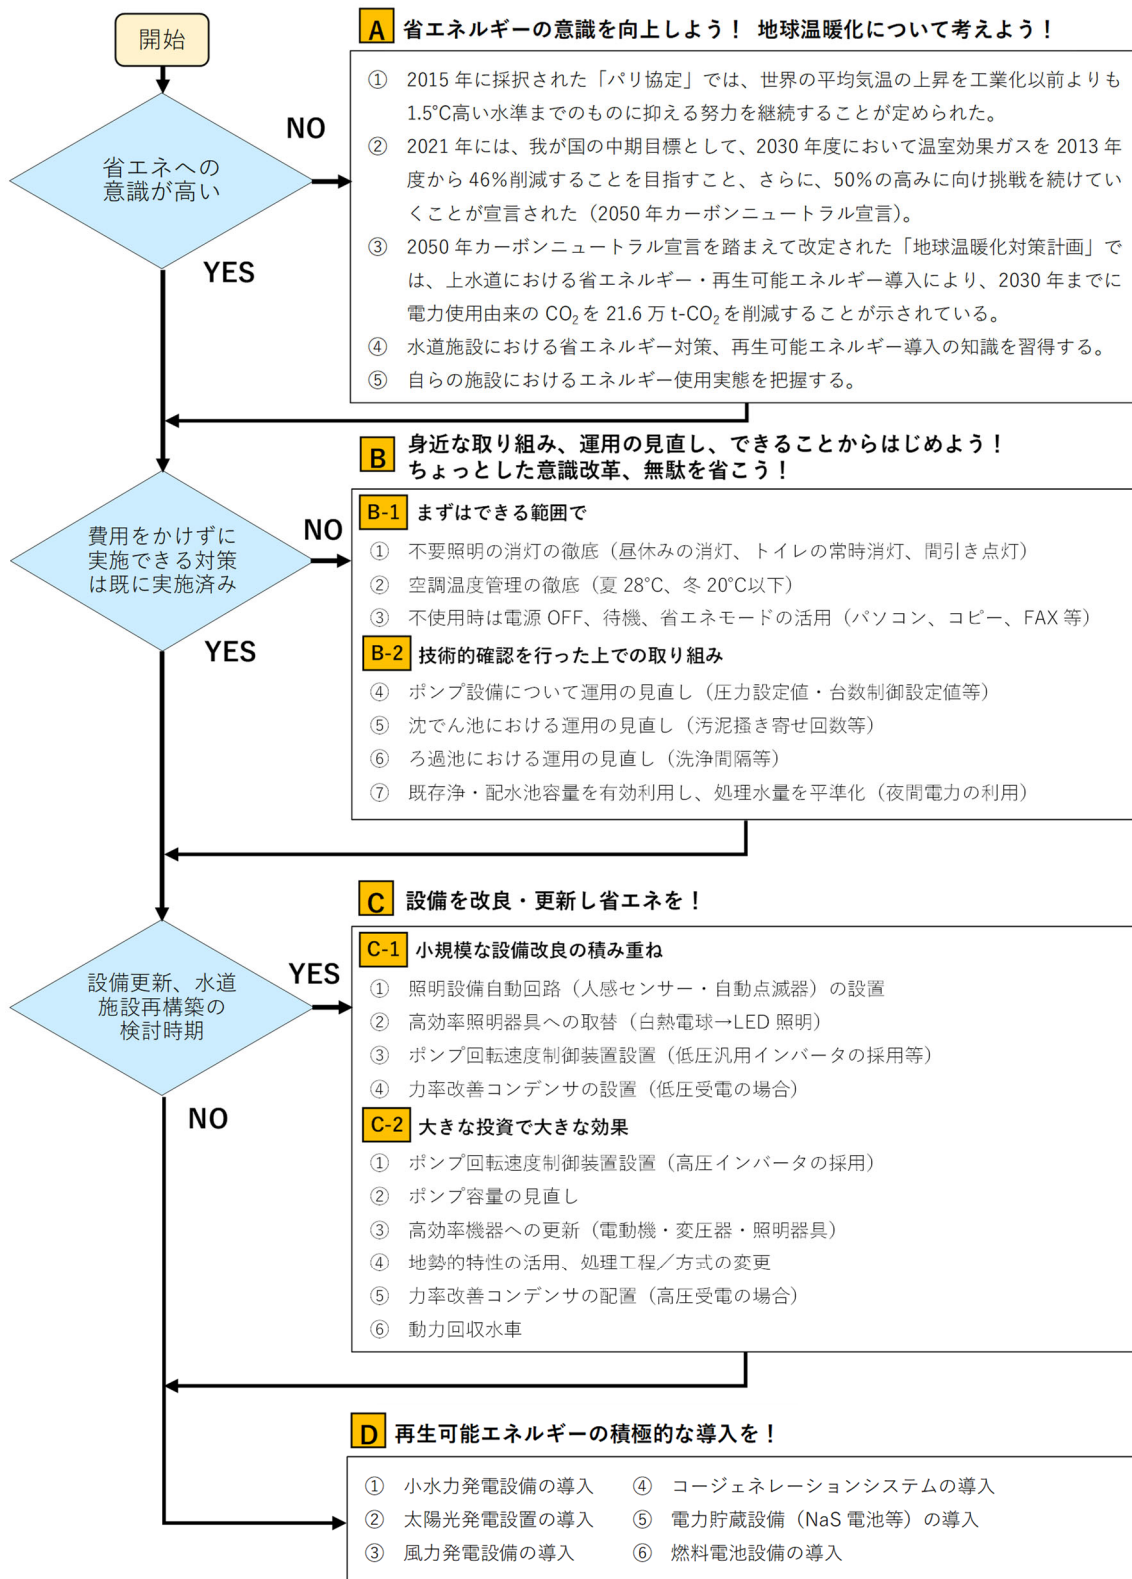 開始
A 省エネルギーの意識を向上しよう！ 地球温暖化について考えよう！
省エネへの
意識が高い
NO
YES
① 2015 年に採択された「パリ協定」では、世界の平均気温の上昇を工業化以前よりも
1.5℃高い水準までのものに抑える努力を継続することが定められた。
② 2021 年には、我が国の中期目標として、2030 年度において温室効果ガスを 2013 年
度から 46%削減することを目指すこと、さらに、50%の高みに向け挑戦を続けてい
くことが宣言された（2050 年カーボンニュートラル宣言）。
③ 2050 年カーボンニュートラル宣言を踏まえて改定された「地球温暖化対策計画」で
は、上水道における省エネルギー・再生可能エネルギー導入により、2030 年までに
電力使用由来の CO₂を 21.6 万 t-CO₂を削減することが示されている。
④ 水道施設における省エネルギー対策、再生可能エネルギー導入の知識を習得する。
⑤ 自らの施設におけるエネルギー使用実態を把握する。
B 身近な取り組み、運用の見直し、できることからはじめよう！
ちょっとした意識改革、無駄を省こう！
費用をかけずに
実施できる対策
は既に実施済み
NO
YES
B-1 まずはできる範囲で
① 不要照明の消灯の徹底（昼休みの消灯、トイレの常時消灯、間引き点灯）
② 空調温度管理の徹底（夏 28℃、冬 20℃以下）
③ 不使用時は電源 OFF、待機、省エネモードの活用（パソコン、コピー、FAX 等）
B-2 技術的確認を行った上での取り組み
④ ポンプ設備について運用の見直し（圧力設定値・台数制御設定値等）
⑤ 沈でん池における運用の見直し（汚泥掻き寄せ回数等）
⑥ ろ過池における運用の見直し（洗浄間隔等）
⑦ 既存浄・配水池容量を有効利用し、処理水量を平準化（夜間電力の利用）
C 設備を改良・更新し省エネを！
設備更新、水道
施設再構築の
検討時期
YES
NO
C-1 小規模な設備改良の積み重ね
① 照明設備自動回路（人感センサー・自動点滅器）の設置
② 高効率照明器具への取替（白熱電球→LED 照明）
③ ポンプ回転速度制御装置設置（低圧汎用インバータの採用等）
④ 力率改善コンデンサの設置（低圧受電の場合）
C-2 大きな投資で大きな効果
① ポンプ回転速度制御装置設置（高圧インバータの採用）
② ポンプ容量の見直し
③ 高効率機器への更新（電動機・変圧器・照明器具）
④ 地勢的特性の活用、処理工程／方式の変更
⑤ 力率改善コンデンサの配置（高圧受電の場合）
⑥ 動力回収水車
D 再生可能エネルギーの積極的な導入を！
① 小水力発電設備の導入
② 太陽光発電設置の導入
③ 風力発電設備の導入
④ コージェネレーションシステムの導入
⑤ 電力貯蔵設備（NaS 電池等）の導入
⑥ 燃料電池設備の導入